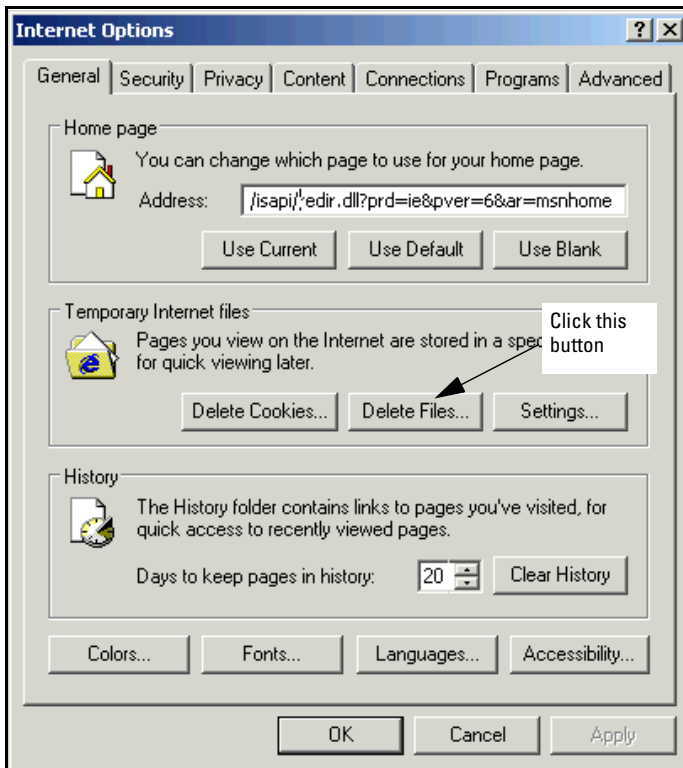 Internet Options
General Security Privacy Content Connections Programs Advanced
Home page
You can change which page to use for your home page.
Address: /isapi/redir.dll?prd=ie&pver=6&ar=msnhome
Use Current Use Default Use Blank
Temporary Internet files
Pages you view on the Internet are stored in a spec
for quick viewing later.
Click this
button
Delete Cookies... Delete Files... Settings...
History
The History folder contains links to pages you've visited, for
quick access to recently viewed pages.
Days to keep pages in history: 20 Clear History
Colors... Fonts... Languages... Accessibility...
OK Cancel Apply